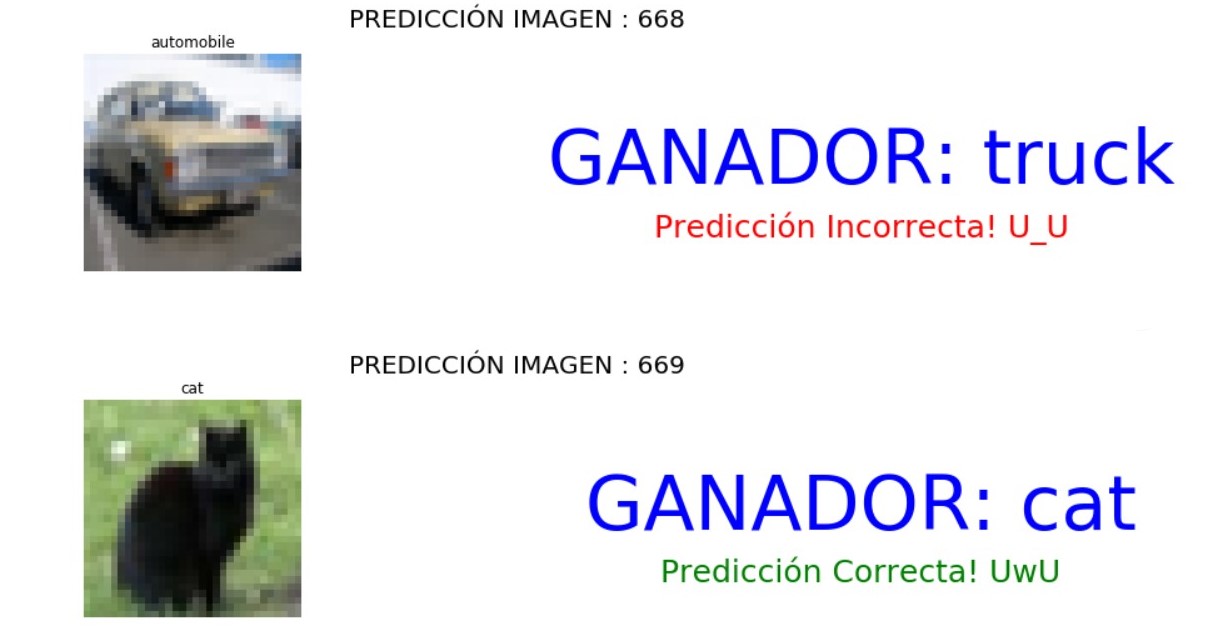 PREDICCIÓN IMAGEN : 668
automobile
GANADOR: truck
Predicción Incorrecta! U_U
PREDICCIÓN IMAGEN : 669
cat
GANADOR: cat
Predicción Correcta! UwU